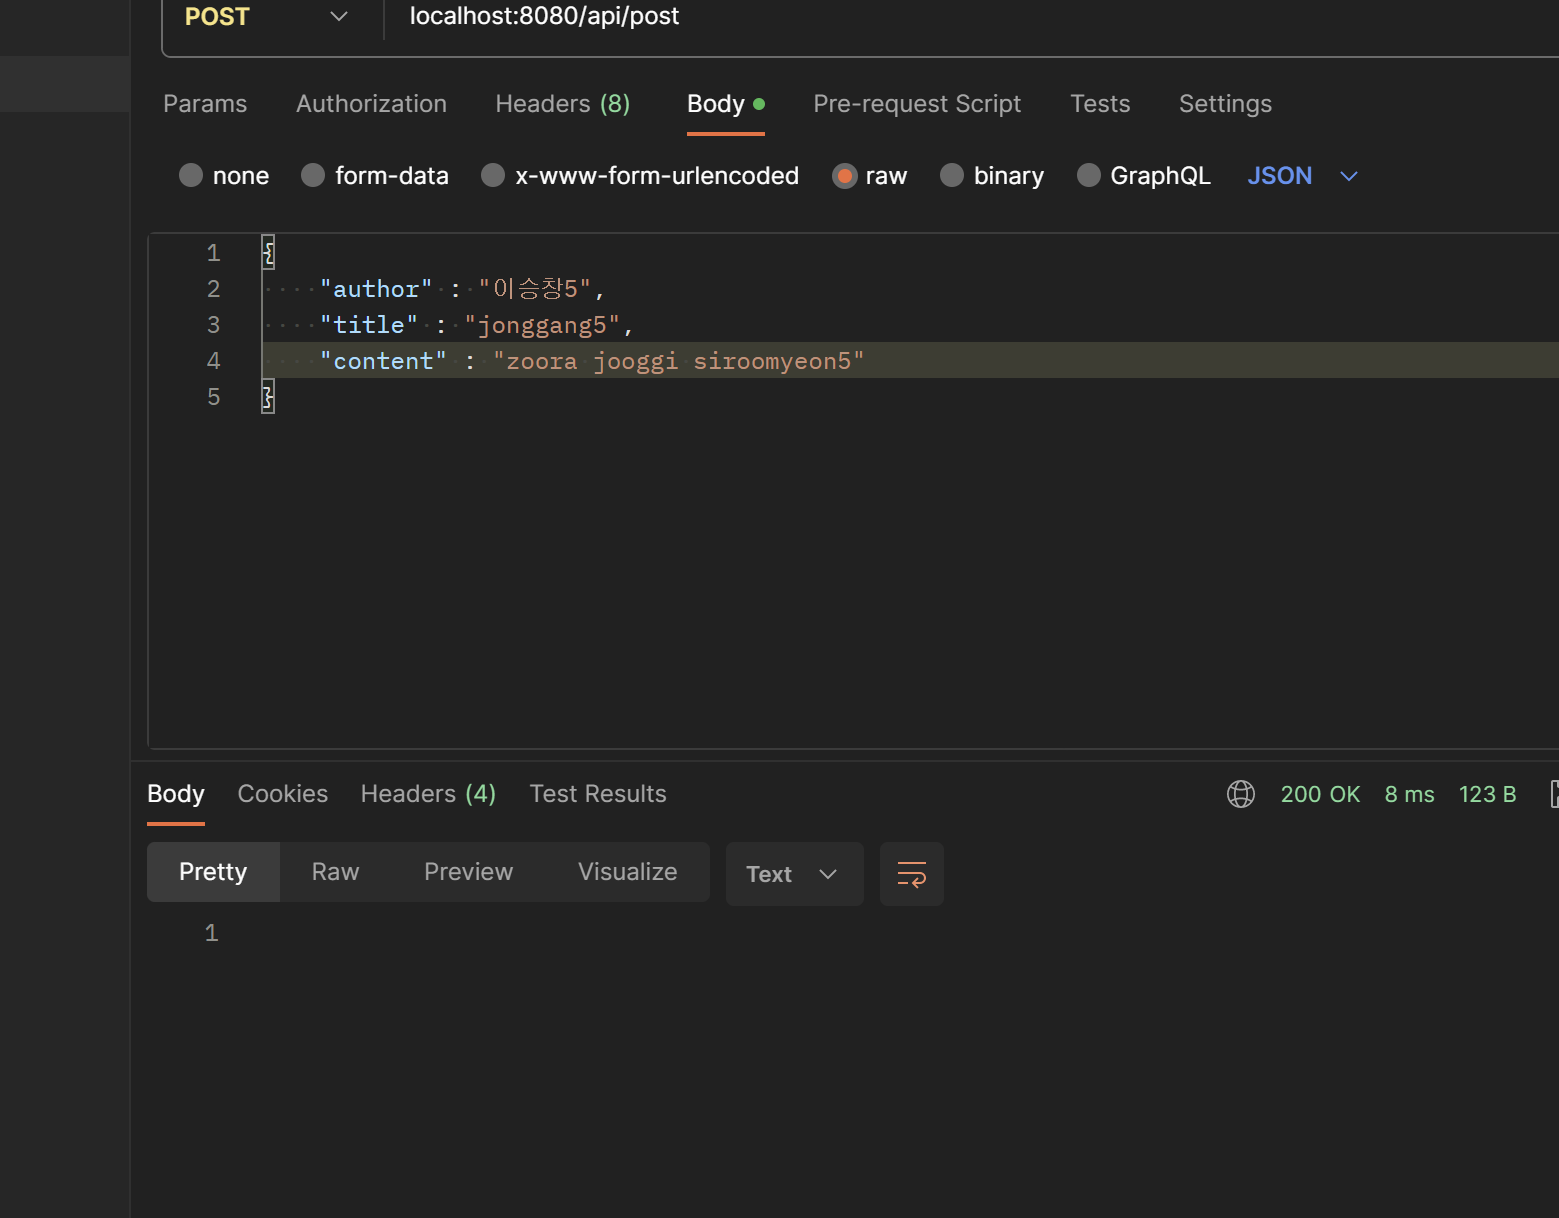 POST localhost:8080/api/post
Params Authorization Headers (8) Body Pre-request Script Tests Settings
none form-data x-www-form-urlencoded raw binary GraphQL JSON
1 {
2 "author" : "이승창5",
3 "title" : "jonggang5",
4 "content" : "zoora jooggi siroomyeon5"
5 }
Body Cookies Headers (4) Test Results 200 OK 8 ms 123 B
Pretty Raw Preview Visualize Text
1